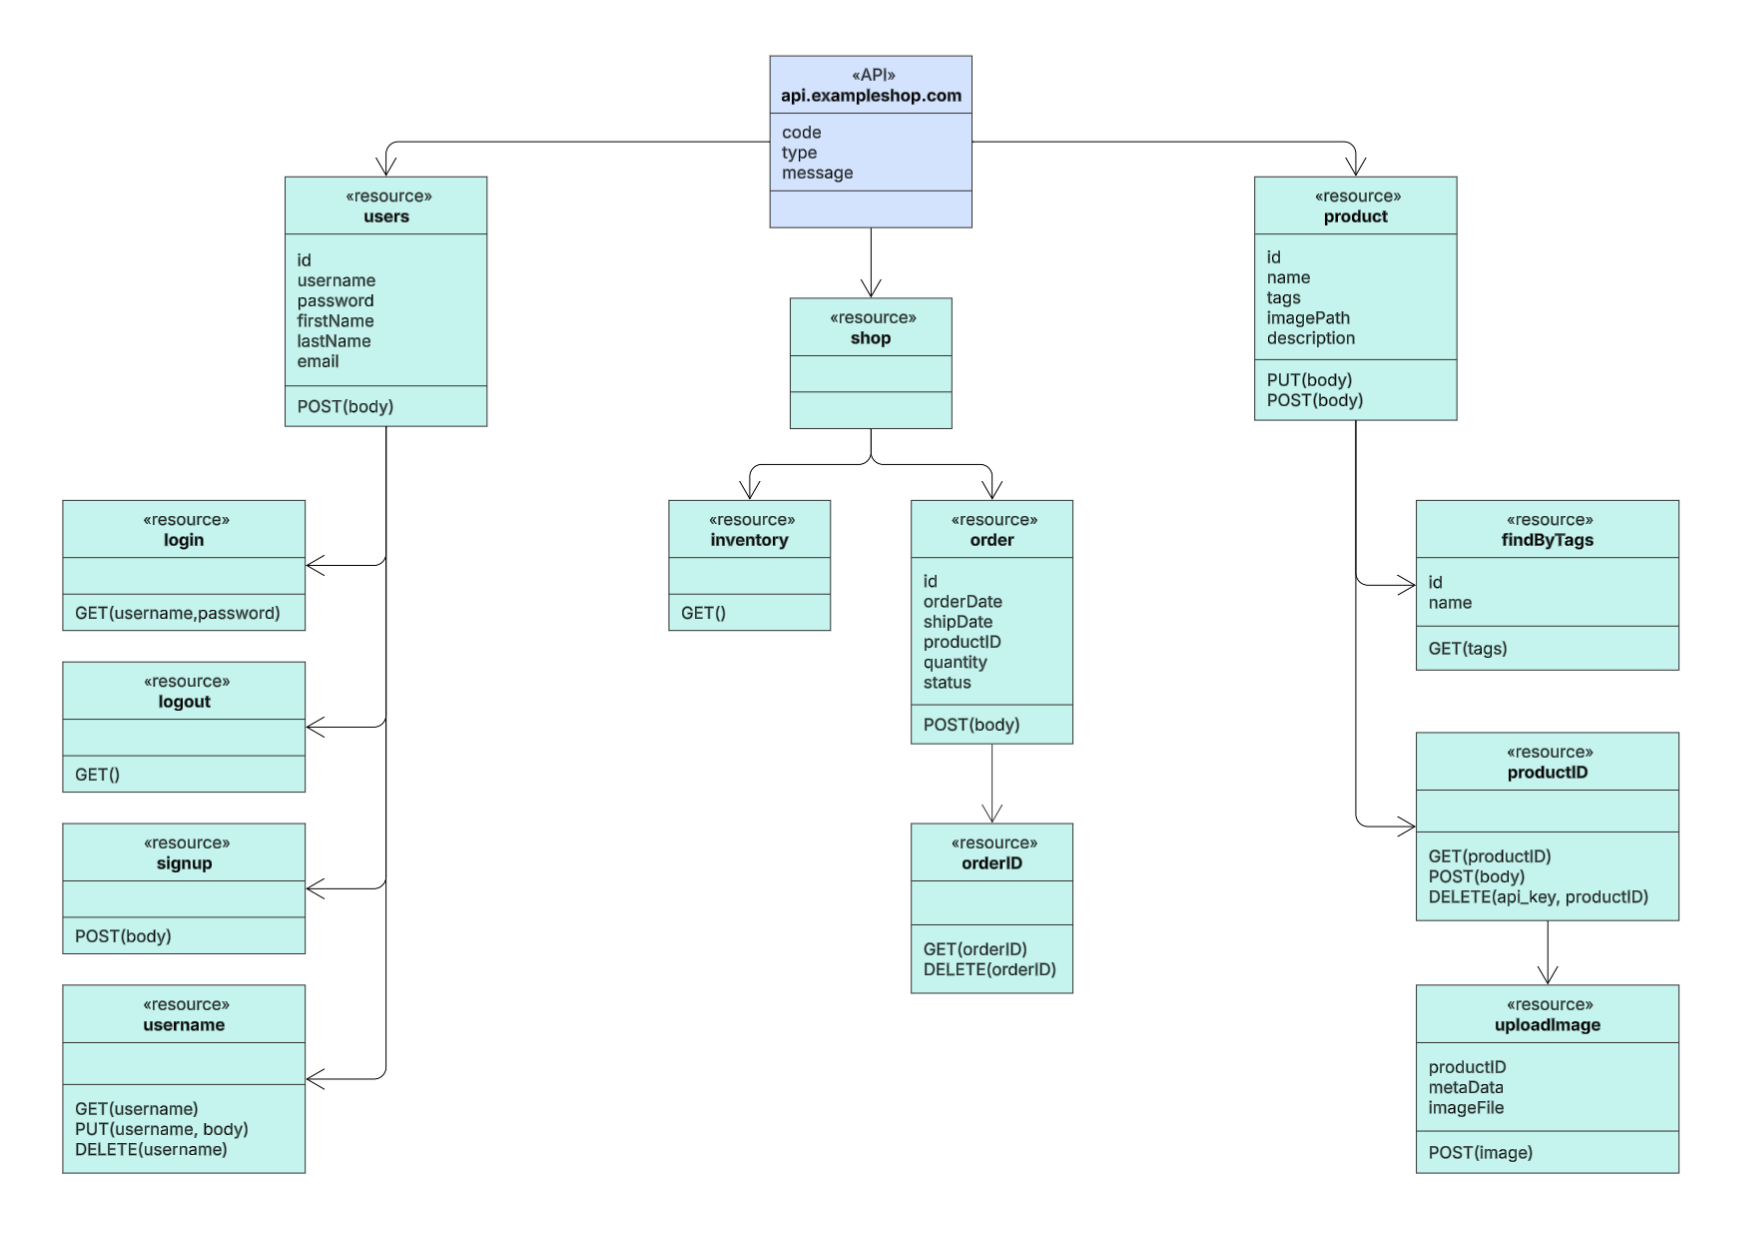 «API»
api.exampleshop.com
code
type
message
«resource»
users
id
username
password
firstName
lastName
email
POST(body)
«resource»
login
GET(username,password)
«resource»
logout
GET()
«resource»
signup
POST(body)
«resource»
username
GET(username)
PUT(username, body)
DELETE(username)
«resource»
shop
«resource»
inventory
GET()
«resource»
order
id
orderDate
shipDate
productID
quantity
status
POST(body)
«resource»
orderID
GET(orderID)
DELETE(orderID)
«resource»
product
id
name
tags
imagePath
description
PUT(body)
POST(body)
«resource»
findByTags
id
name
GET(tags)
«resource»
productID
GET(productID)
POST(body)
DELETE(api_key, productID)
«resource»
uploadImage
productID
metaData
imageFile
POST(image)